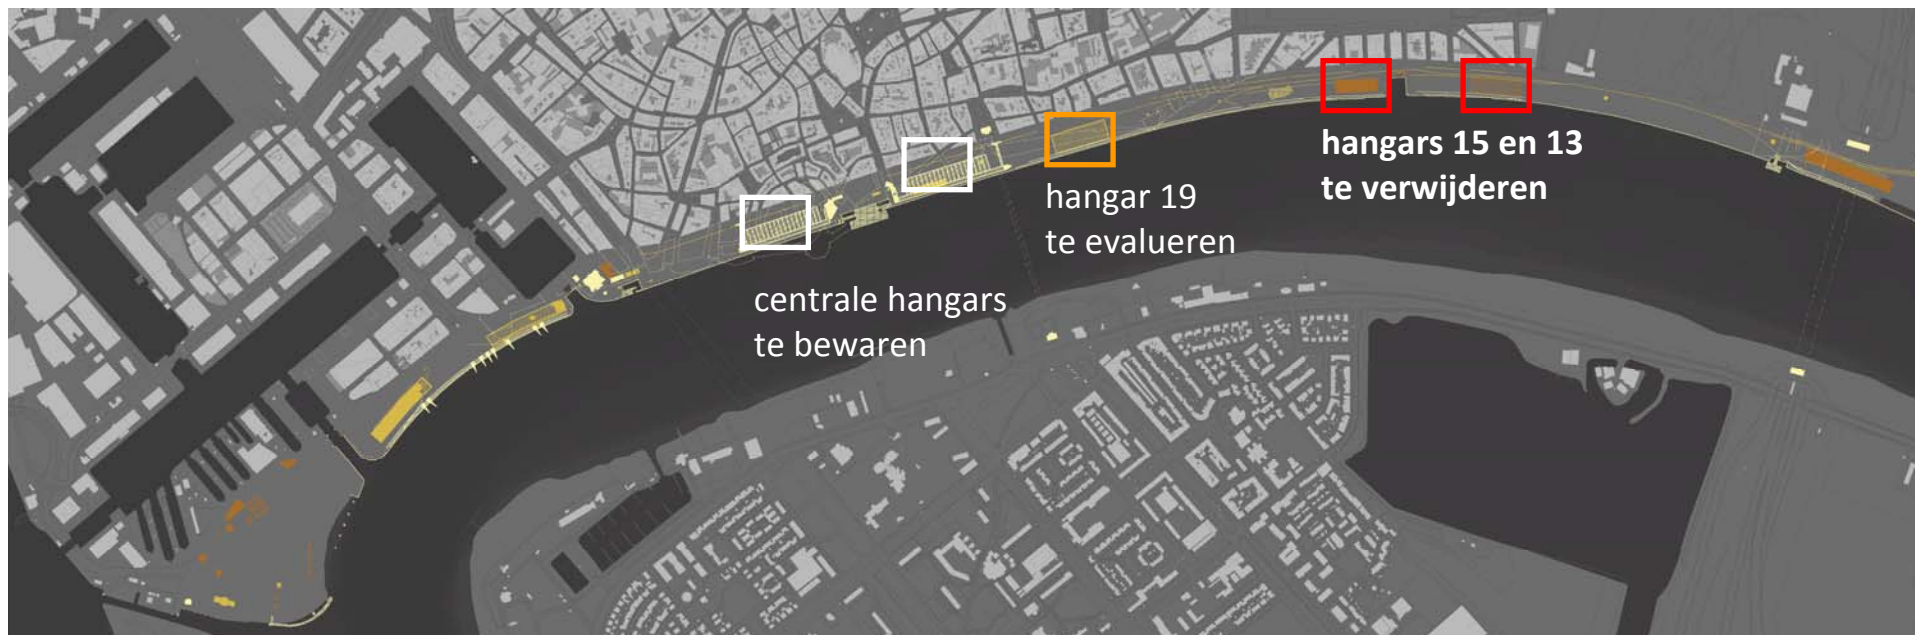 hangars 15 en 13
te verwijderen
hangar 19
te evalueren
centrale hangars
te bewaren